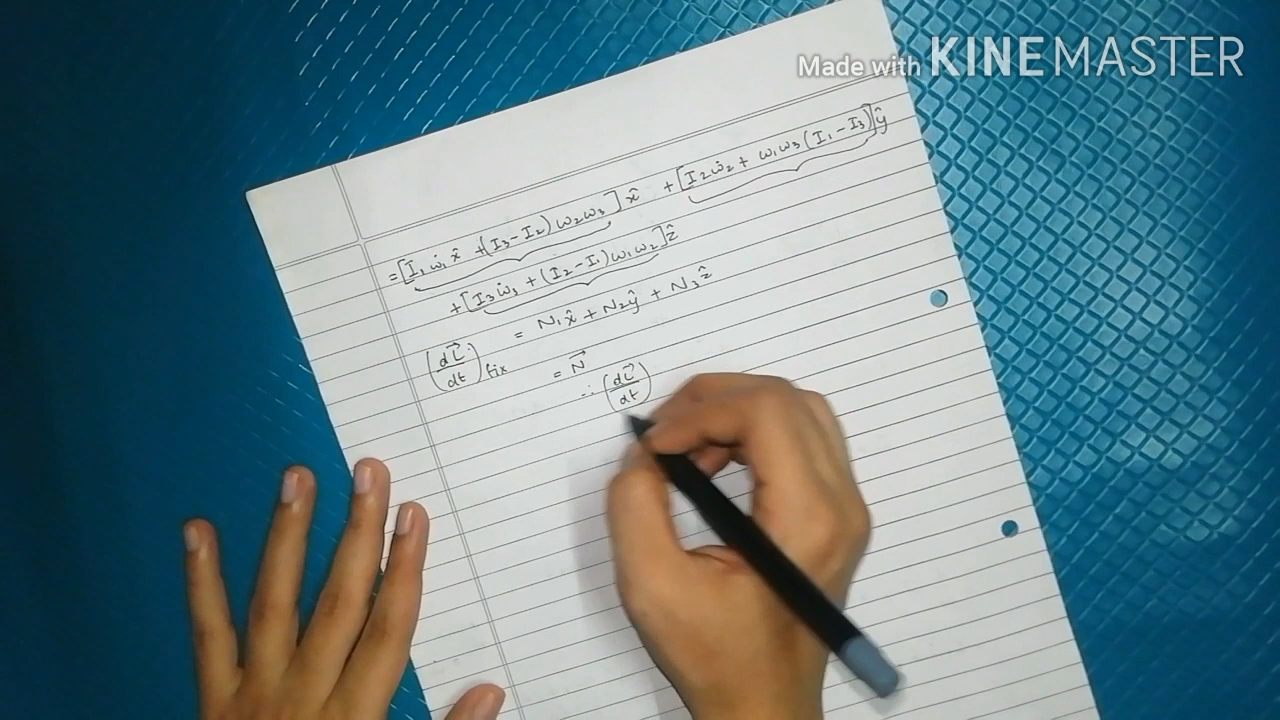 Made with KINEMASTER
= [I₁ω̇₁x̂ + (I₃-I₂)ω₂ω₃]x̂ + [I₂ω̇₂ + ω₁ω₃(I₁-I₃)]ŷ
+ [I₃ω̇₃ + (I₂-I₁)ω₁ω₂]ẑ
= N₁x̂ + N₂ŷ + N₃ẑ
(dL⃗/dt)fix = N⃗
∴ (dL⃗/dt)